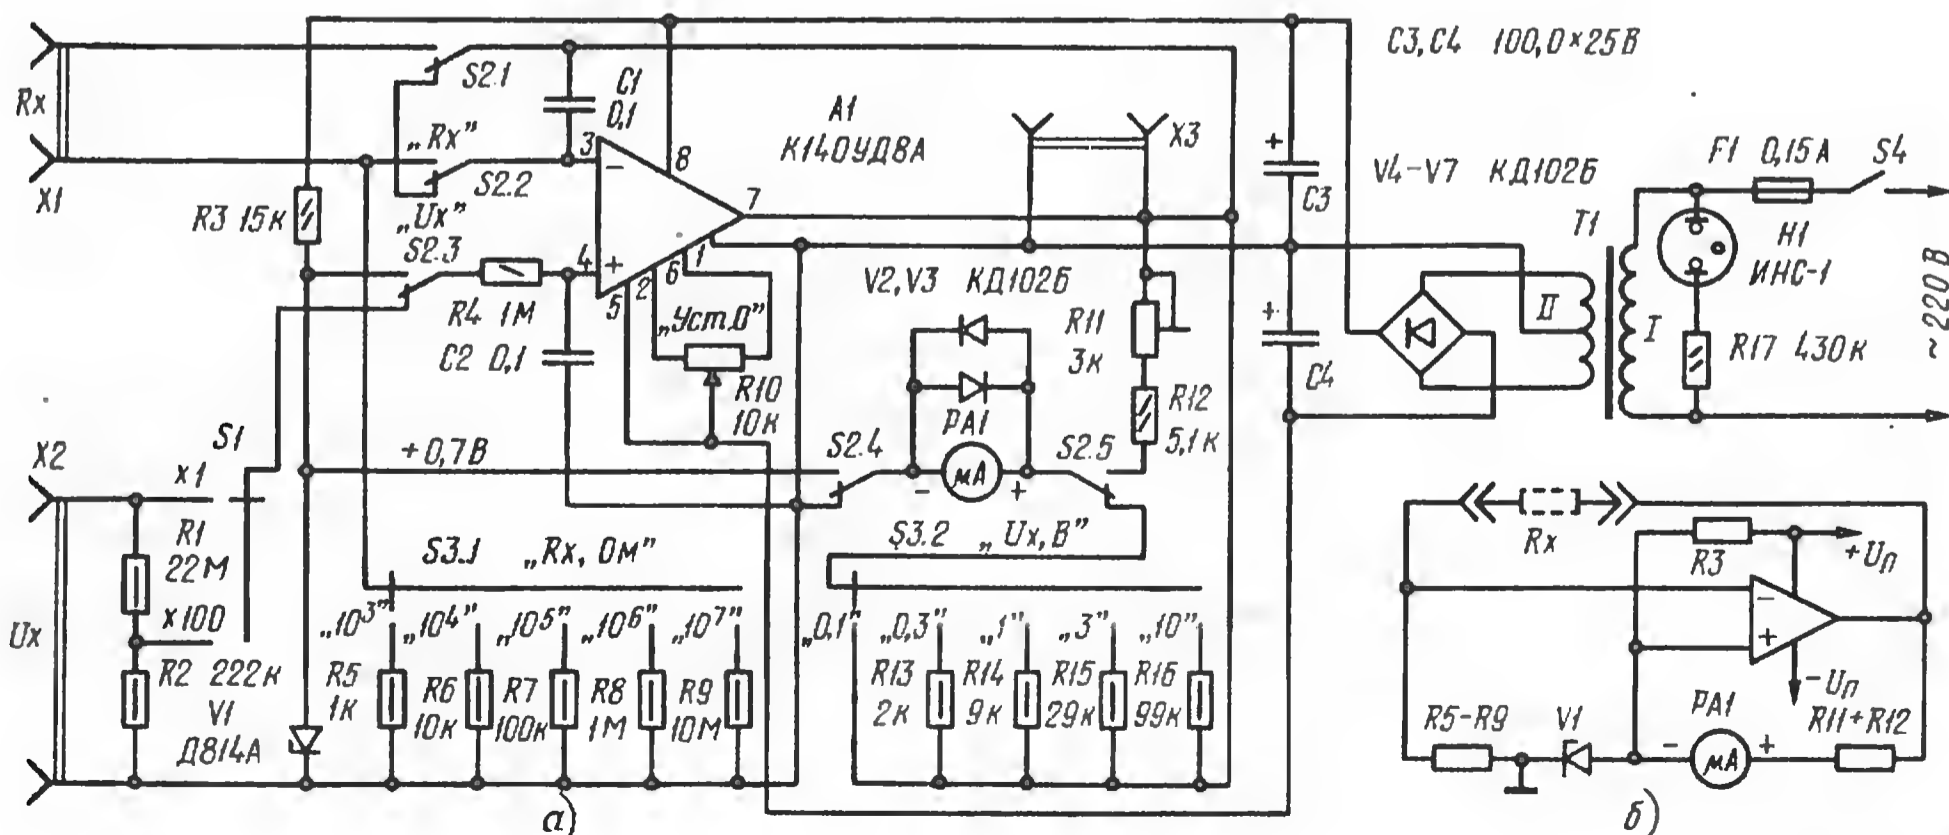 C3, C4 100,0×25 В
Rx
X1
S2.1
C1
0,1
„Rx”
S2.2
„Ux”
S2.3
R3 15к
3
−
8
A1
К140УД8А
7
X3
+
C3
V4-V7 КД102Б
F1 0,15А
S4
T1
H1
ИНС-1
~220 В
II
I
R17 430к
R4 1М
C2 0,1
4
+
5
2
6
1
„Уст.0”
R10
10к
V2, V3 КД102Б
R11
3к
R12
5,1к
+
C4
PA1
μA
−
+
S2.4
S2.5
+0,7В
X2
S1
×1
R1
22М
×100
Ux
R2 222к
V1
Д814А
S3.1 „Rx, Ом”
S3.2 „Ux, В”
„10³”
„10⁴”
„10⁵”
„10⁶”
„10⁷”
„0,1”
„0,3”
„1”
„3”
„10”
R5
1к
R6
10к
R7
100к
R8
1М
R9
10М
R13
2к
R14
9к
R15
29к
R16
99к
а)
Rx
R3
+Uп
−
+
−Uп
R5-R9
V1
PA1
−
μA
+
R11+R12
б)